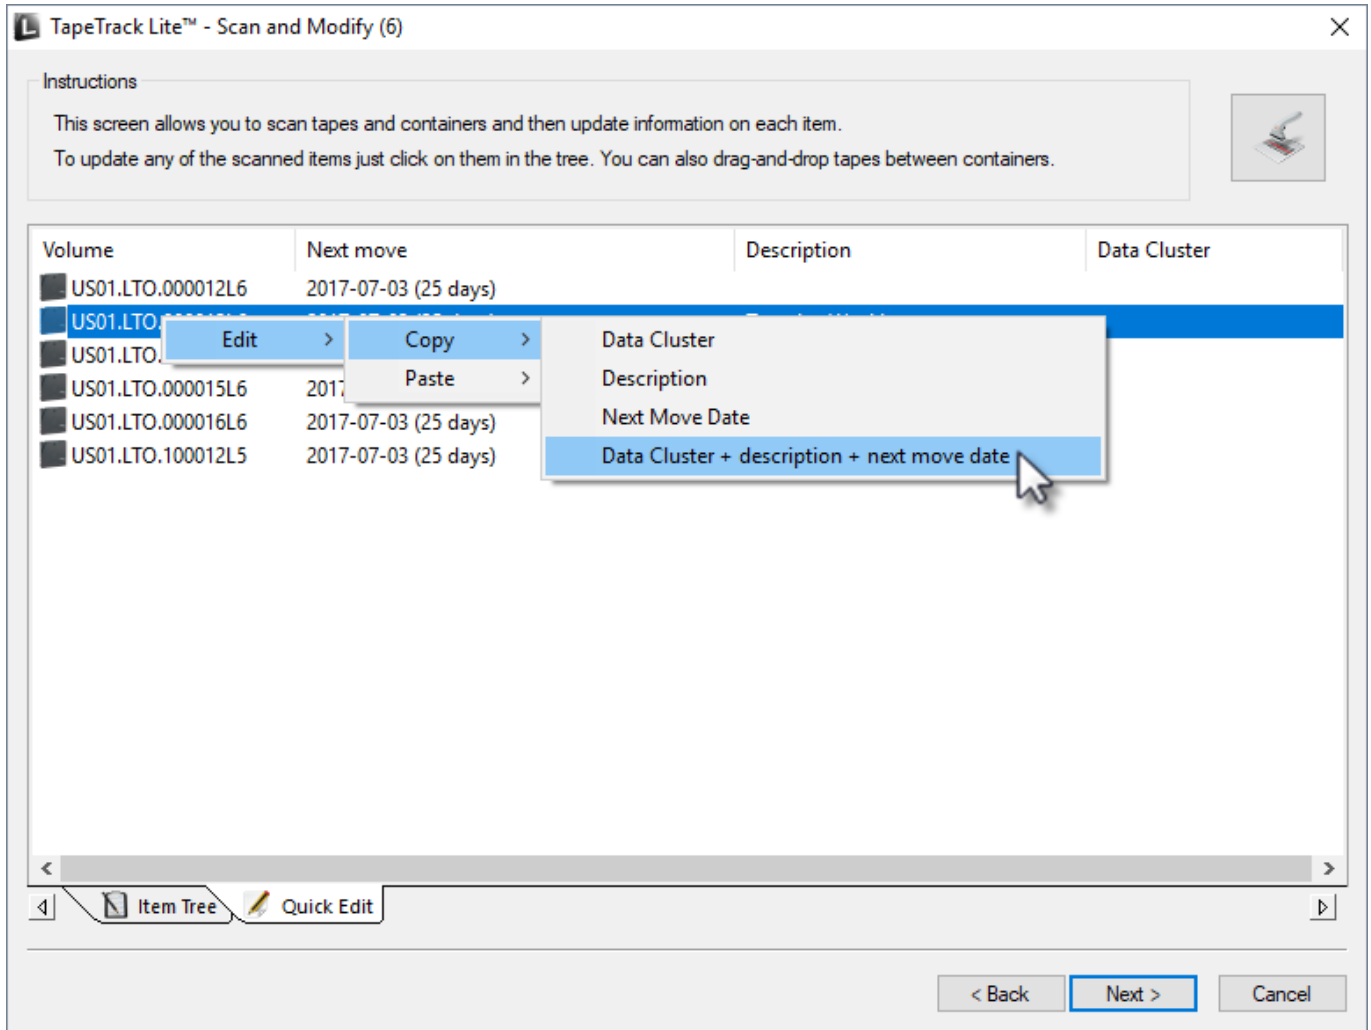 TapeTrack Lite™ - Scan and Modify (6)
Instructions
This screen allows you to scan tapes and containers and then update information on each item.
To update any of the scanned items just click on them in the tree. You can also drag-and-drop tapes between containers.
Volume Next move Description Data Cluster
US01.LTO.000012L6 2017-07-03 (25 days)
US01.LTO.
Edit > Copy > Data Cluster
US01.LTO.
Paste > Description
US01.LTO.000015L6 2017
Next Move Date
US01.LTO.000016L6 2017-07-03 (25 days)
US01.LTO.100012L5 2017-07-03 (25 days) Data Cluster + description + next move date
Item Tree Quick Edit
< Back Next > Cancel